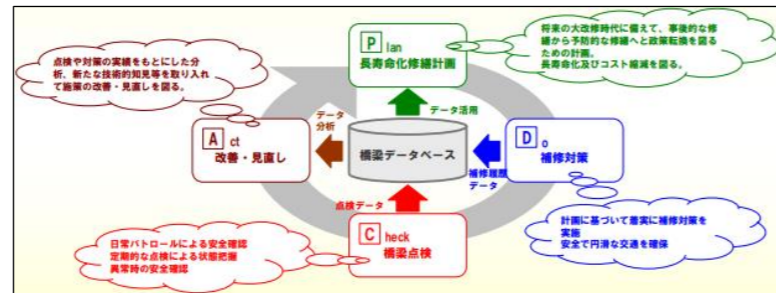 P lan
長寿命化修繕計画
将来の大改修時代に備えて、事後的な修
繕から予防的な修繕へと政策転換を図る
ための計画。
長寿命化及びコスト縮減を図る。
点検や対策の実績をもとにした分
析、新たな技術的知見等を取り入れ
て施策の改善・見直しを図る。
データ
分析
データ活用
A ct
改善・見直し
橋梁データベース
D o
補修対策
補修履歴
データ
点検データ
C heck
橋梁点検
日常パトロールによる安全確認
定期的な点検による状態把握
異常時の安全確認
計画に基づいて着実に補修対策を
実施
安全で円滑な交通を確保